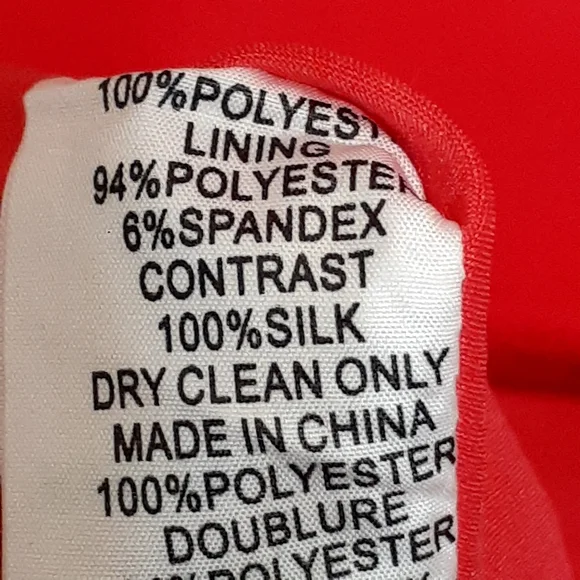 100%POLYEST
LINING
94%POLYESTE
6%SPANDEX
CONTRAST
100%SILK
DRY CLEAN ONLY
MADE IN CHINA
100%POLYESTER
DOUBLURE
%POLYESTER